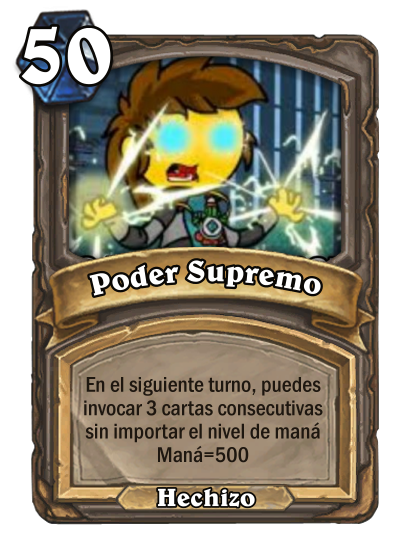 50
Poder Supremo
En el siguiente turno, puedes
invocar 3 cartas consecutivas
sin importar el nivel de maná
Maná=500
Hechizo